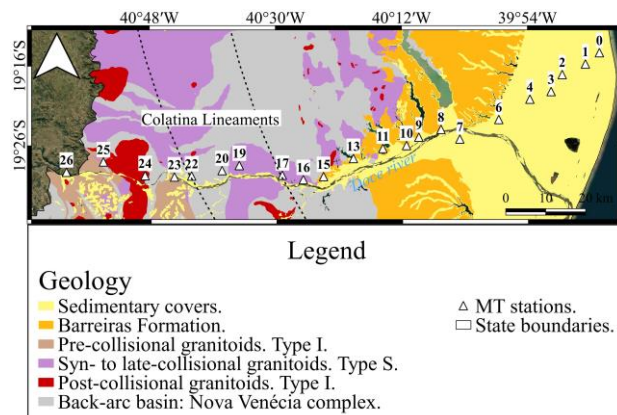 40°48'W 40°30'W 40°12'W 39°54'W
19°16'S
19°26'S
0
1
2
3
4
6
7
8
9
10
11
13
15
16
17
19
20
22
23
24
25
26
Colatina Lineaments
Doce river
0 10 20 km
Legend
Geology
Sedimentary covers.
Barreiras Formation.
Pre-collisional granitoids. Type I.
Syn- to late-collisional granitoids. Type S.
Post-collisional granitoids. Type I.
Back-arc basin: Nova Venécia complex.
MT stations.
State boundaries.